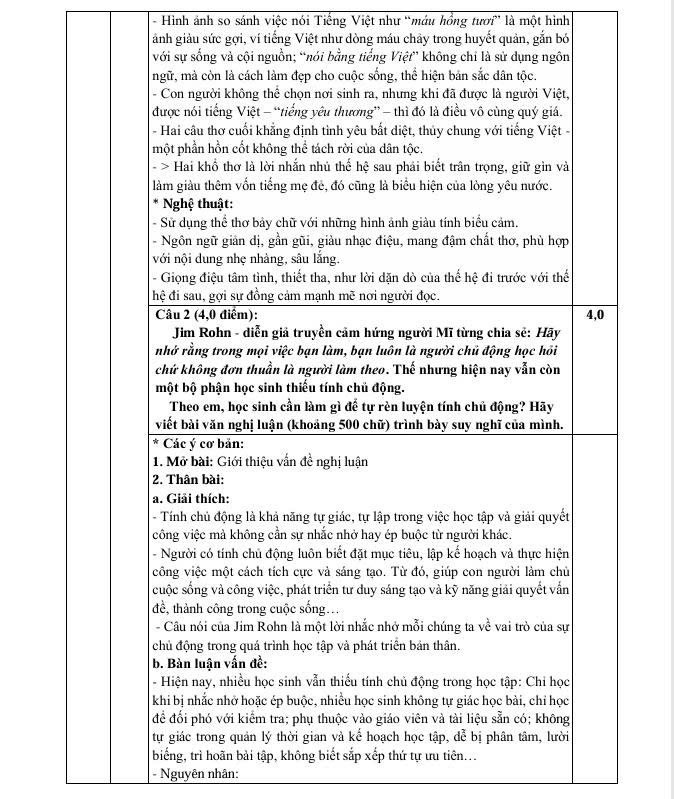 - Hình ảnh so sánh việc nói Tiếng Việt như “máu hồng tươi” là một hình
ảnh giàu sức gợi, ví tiếng Việt như dòng máu chảy trong huyết quản, gắn bó
với sự sống và cội nguồn; “nói bằng tiếng Việt” không chỉ là sử dụng ngôn
ngữ, mà còn là cách làm đẹp cho cuộc sống, thể hiện bản sắc dân tộc.
- Con người không thể chọn nơi sinh ra, nhưng khi đã được là người Việt,
được nói tiếng Việt – “tiếng yêu thương” – thì đó là điều vô cùng quý giá.
- Hai câu thơ cuối khẳng định tình yêu bất diệt, thủy chung với tiếng Việt -
một phần hồn cốt không thể tách rời của dân tộc.
- > Hai khổ thơ là lời nhắn nhủ thế hệ sau phải biết trân trọng, giữ gìn và
làm giàu thêm vốn tiếng mẹ đẻ, đó cũng là biểu hiện của lòng yêu nước.
* Nghệ thuật:
- Sử dụng thể thơ bảy chữ với những hình ảnh giàu tính biểu cảm.
- Ngôn ngữ giản dị, gần gũi, giàu nhạc điệu, mang đậm chất thơ, phù hợp
với nội dung nhẹ nhàng, sâu lắng.
- Giọng điệu tâm tình, thiết tha, như lời dặn dò của thế hệ đi trước với thế
hệ đi sau, gợi sự đồng cảm mạnh mẽ nơi người đọc.
Câu 2 (4,0 điểm): 4,0
Jim Rohn - diễn giả truyền cảm hứng người Mĩ từng chia sẻ: Hãy
nhớ rằng trong mọi việc bạn làm, bạn luôn là người chủ động học hỏi
chứ không đơn thuần là người làm theo. Thế nhưng hiện nay vẫn còn
một bộ phận học sinh thiếu tính chủ động.
Theo em, học sinh cần làm gì để tự rèn luyện tính chủ động? Hãy
viết bài văn nghị luận (khoảng 500 chữ) trình bày suy nghĩ của mình.
* Các ý cơ bản:
1. Mở bài: Giới thiệu vấn đề nghị luận
2. Thân bài:
a. Giải thích:
- Tính chủ động là khả năng tự giác, tự lập trong việc học tập và giải quyết
công việc mà không cần sự nhắc nhở hay ép buộc từ người khác.
- Người có tính chủ động luôn biết đặt mục tiêu, lập kế hoạch và thực hiện
công việc một cách tích cực và sáng tạo. Từ đó, giúp con người làm chủ
cuộc sống và công việc, phát triển tư duy sáng tạo và kỹ năng giải quyết vấn
đề, thành công trong cuộc sống…
- Câu nói của Jim Rohn là một lời nhắc nhở mỗi chúng ta về vai trò của sự
chủ động trong quá trình học tập và phát triển bản thân.
b. Bàn luận vấn đề:
- Hiện nay, nhiều học sinh vẫn thiếu tính chủ động trong học tập: Chỉ học
khi bị nhắc nhở hoặc ép buộc, nhiều học sinh không tự giác học bài, chỉ học
để đối phó với kiểm tra; phụ thuộc vào giáo viên và tài liệu sẵn có; không
tự giác trong quản lý thời gian và kế hoạch học tập, dễ bị phân tâm, lười
biếng, trì hoãn bài tập, không biết sắp xếp thứ tự ưu tiên…
- Nguyên nhân: